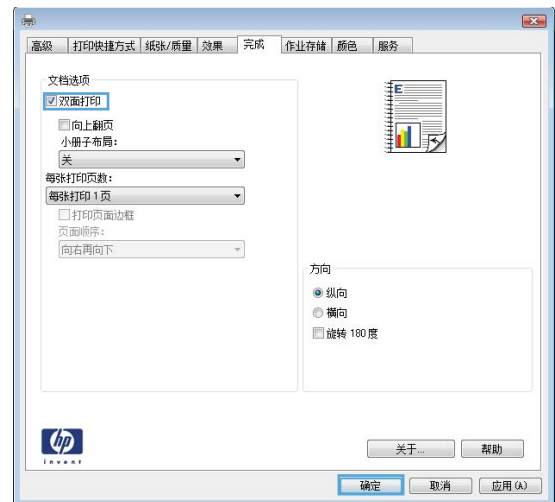 高级 打印快捷方式 纸张/质量 效果 完成 作业存储 颜色 服务
文档选项
双面打印
向上翻页
小册子布局:
关
每张打印页数:
每张打印 1 页
打印页面边框
页面顺序:
向右再向下
E
方向
纵向
横向
旋转 180 度
hp
invent
关于... 帮助
确定 取消 应用(A)